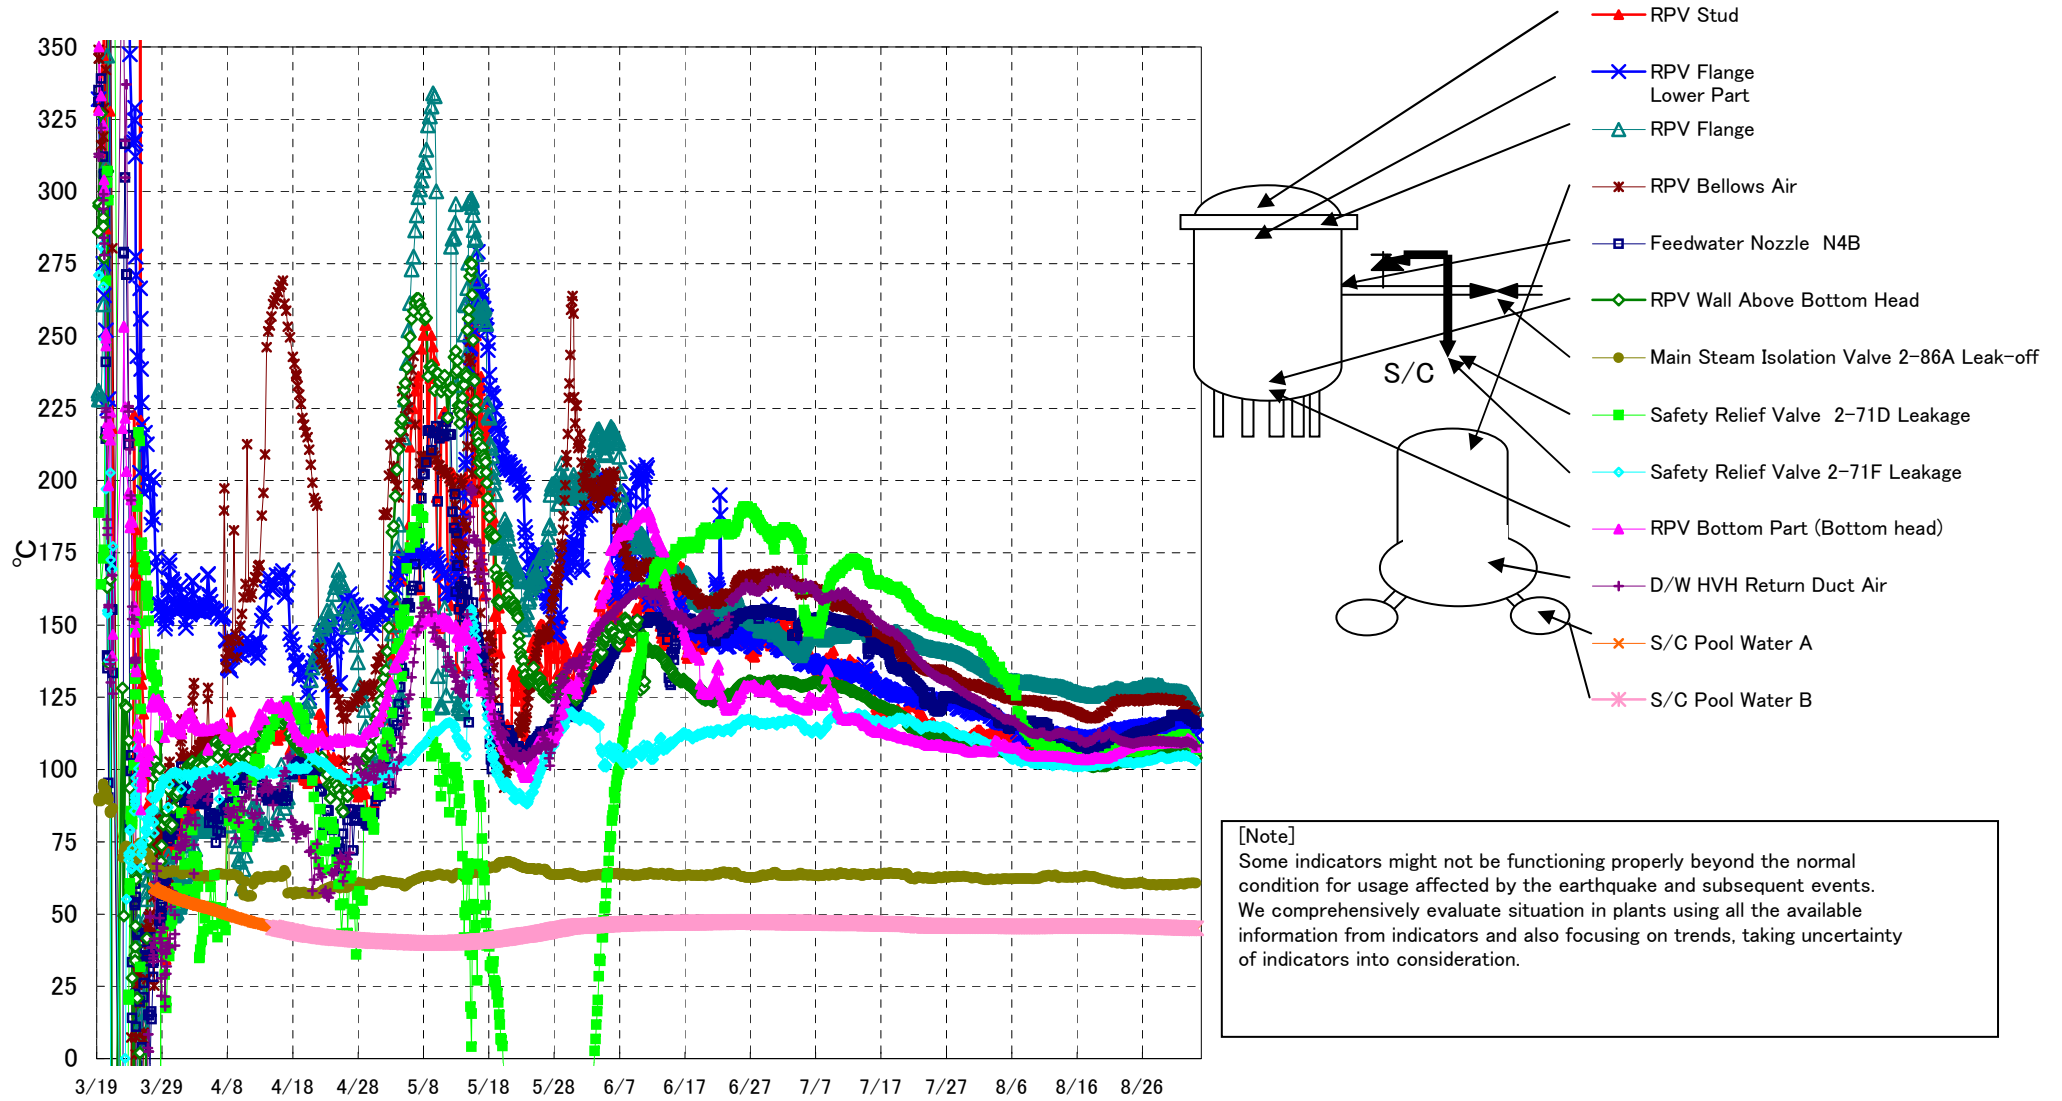 350
325
300
275
250
225
200
175
150
125
100
75
50
25
0
℃
3/19 3/29 4/8 4/18 4/28 5/8 5/18 5/28 6/7 6/17 6/27 7/7 7/17 7/27 8/6 8/16 8/26
RPV Stud
RPV Flange
Lower Part
RPV Flange
RPV Bellows Air
Feedwater Nozzle N4B
RPV Wall Above Bottom Head
Main Steam Isolation Valve 2-86A Leak-off
Safety Relief Valve 2-71D Leakage
Safety Relief Valve 2-71F Leakage
RPV Bottom Part (Bottom head)
D/W HVH Return Duct Air
S/C Pool Water A
S/C Pool Water B
S/C
[Note]
Some indicators might not be functioning properly beyond the normal
condition for usage affected by the earthquake and subsequent events.
We comprehensively evaluate situation in plants using all the available
information from indicators and also focusing on trends, taking uncertainty
of indicators into consideration.